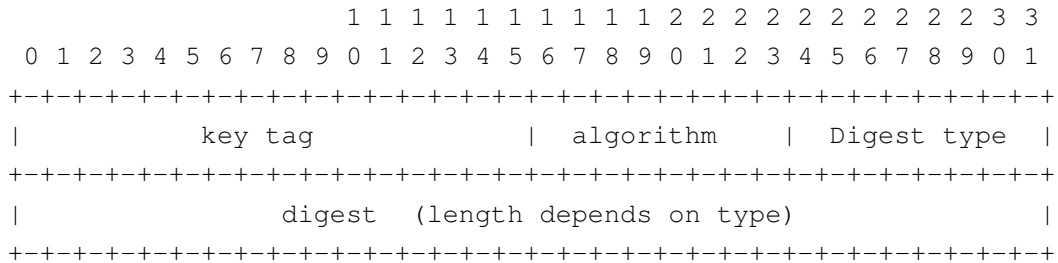 1 1 1 1 1 1 1 1 1 1 2 2 2 2 2 2 2 2 2 2 3 3
 0 1 2 3 4 5 6 7 8 9 0 1 2 3 4 5 6 7 8 9 0 1 2 3 4 5 6 7 8 9 0 1
+-+-+-+-+-+-+-+-+-+-+-+-+-+-+-+-+-+-+-+-+-+-+-+-+-+-+-+-+-+-+-+-+
|           key tag             |  algorithm    |  Digest type  |
+-+-+-+-+-+-+-+-+-+-+-+-+-+-+-+-+-+-+-+-+-+-+-+-+-+-+-+-+-+-+-+-+
|                digest  (length depends on type)               |
+-+-+-+-+-+-+-+-+-+-+-+-+-+-+-+-+-+-+-+-+-+-+-+-+-+-+-+-+-+-+-+-+